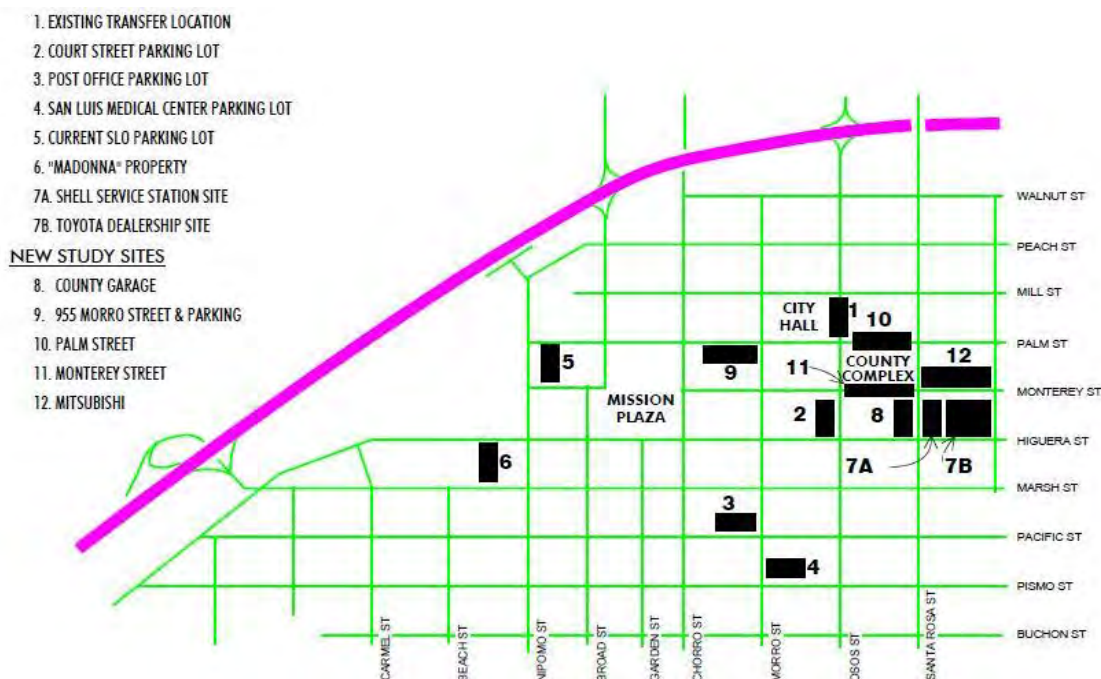 1. EXISTING TRANSFER LOCATION
2. COURT STREET PARKING LOT
3. POST OFFICE PARKING LOT
4. SAN LUIS MEDICAL CENTER PARKING LOT
5. CURRENT SLO PARKING LOT
6. "MADONNA" PROPERTY
7A. SHELL SERVICE STATION SITE
7B. TOYOTA DEALERSHIP SITE
NEW STUDY SITES
8. COUNTY GARAGE
9. 955 MORRO STREET & PARKING
10. PALM STREET
11. MONTEREY STREET
12. MITSUBISHI
WALNUT ST
PEACH ST
MILL ST
CITY
HALL
1
10
PALM ST
5
9
11
COUNTY
COMPLEX
12
MONTEREY ST
MISSION
PLAZA
2
8
HIGUERA ST
6
7A
7B
MARSH ST
3
PACIFIC ST
4
PISMO ST
BUCHON ST
CARMEL ST
BEACH ST
NIPOMO ST
BROAD ST
GARDEN ST
CHORRO ST
MORRO ST
OSOS ST
SANTA ROSA ST